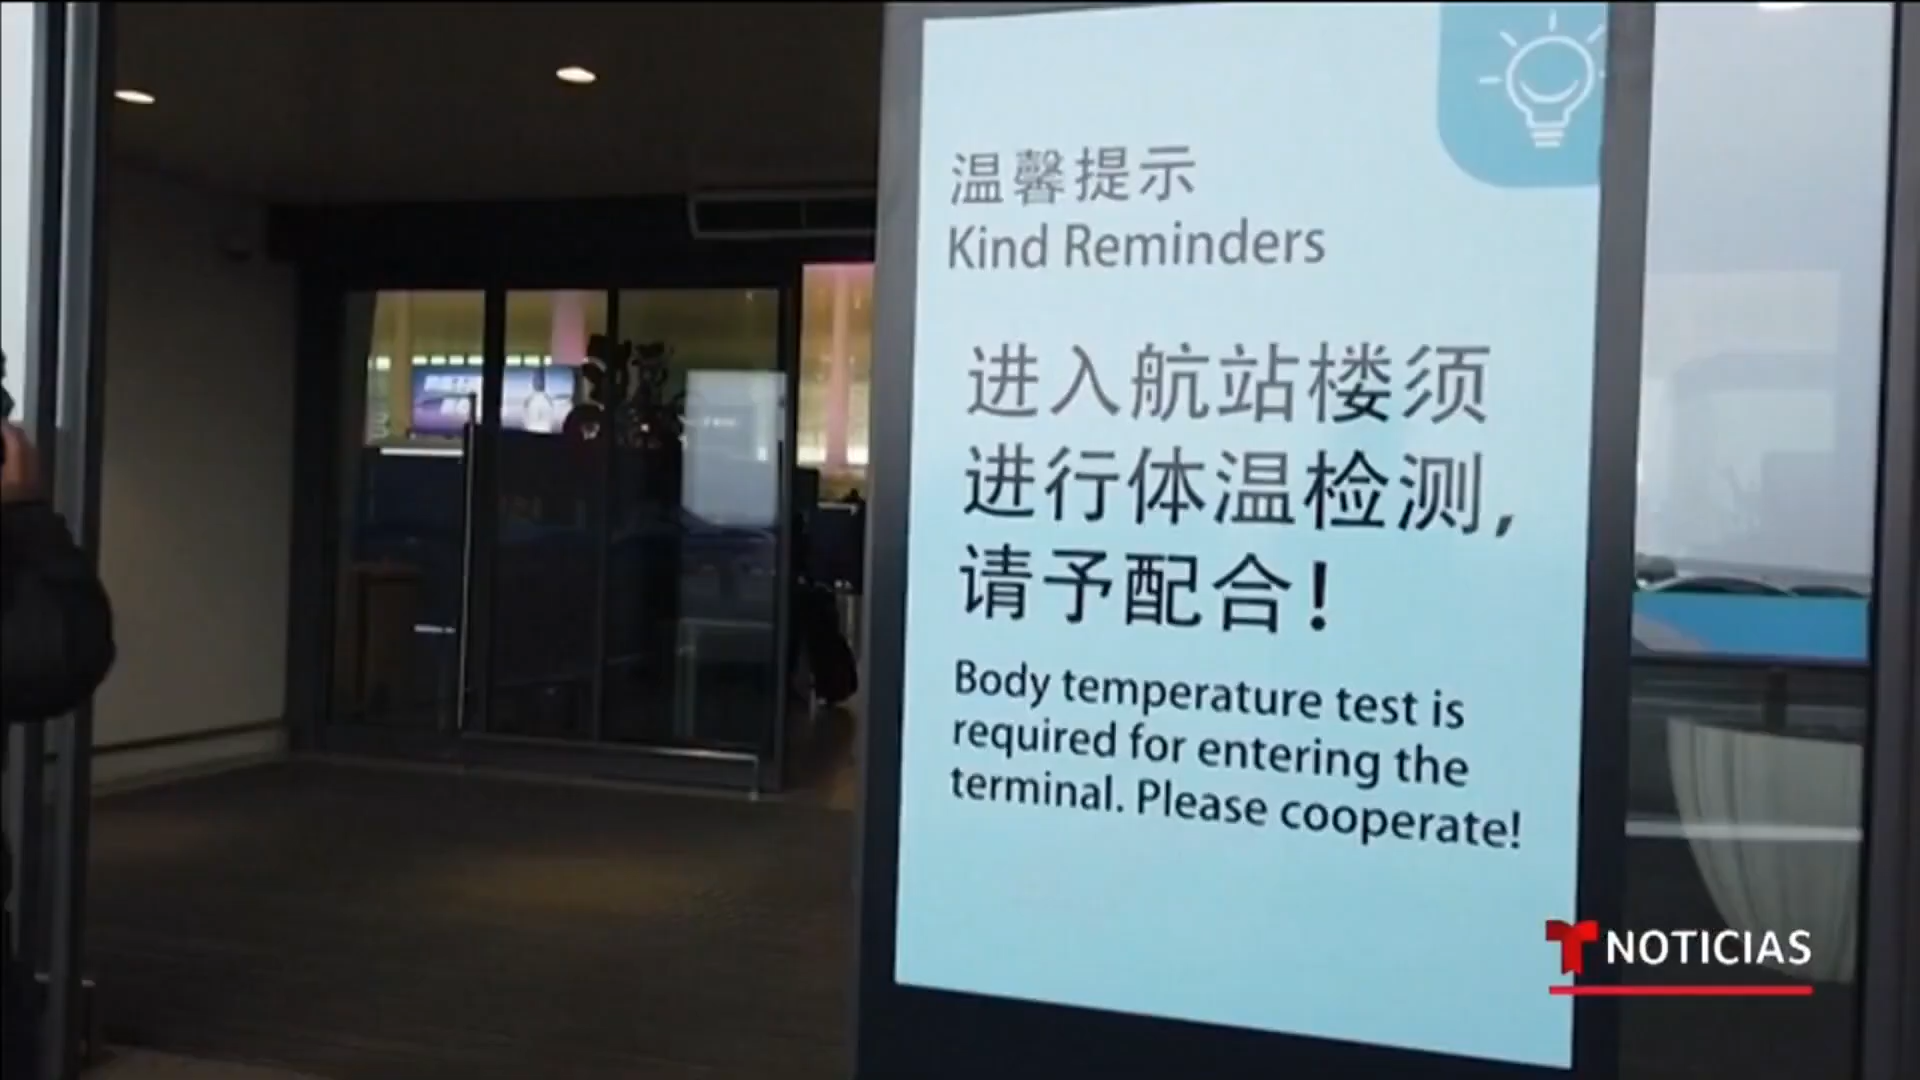 温馨提示
Kind Reminders
进入航站楼须
进行体温检测,
请予配合!
Body temperature test is
required for entering the
terminal. Please cooperate!
NOTICIAS